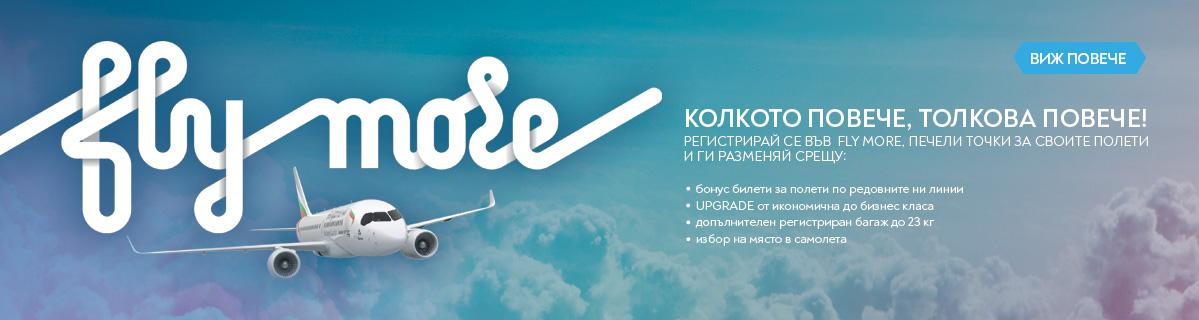 fly more
ВИЖ ПОВЕЧЕ
КОЛКОТО ПОВЕЧЕ, ТОЛКОВА ПОВЕЧЕ!
РЕГИСТРИРАЙ СЕ ВЪВ FLY MORE, ПЕЧЕЛИ ТОЧКИ ЗА СВОИТЕ ПОЛЕТИ
И ГИ РАЗМЕНЯЙ СРЕЩУ:
• бонус билети за полети по редовните ни линии
• UPGRADE от икономична до бизнес класа
• допълнителен регистриран багаж до 23 кг
• избор на място в самолета